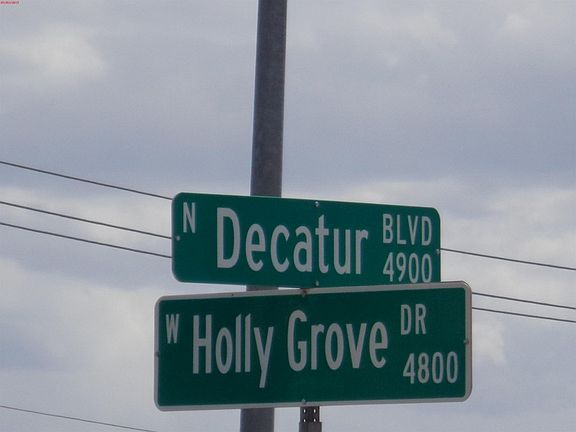 N Decatur BLVD 4900
W Holly Grove DR 4800